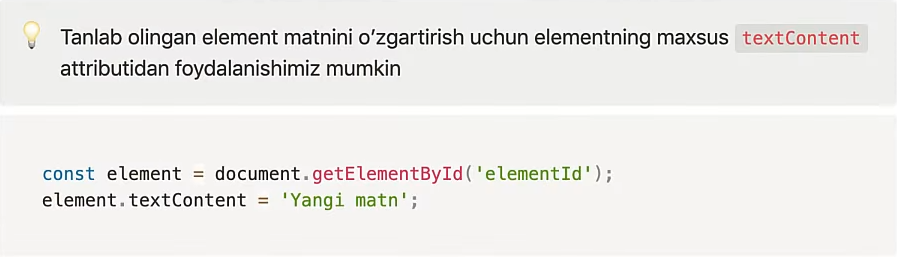 Tanlab olingan element matnini o’zgartirish uchun elementning maxsus textContent
attributidan foydalanishimiz mumkin
const element = document.getElementById('elementId');
element.textContent = 'Yangi matn';